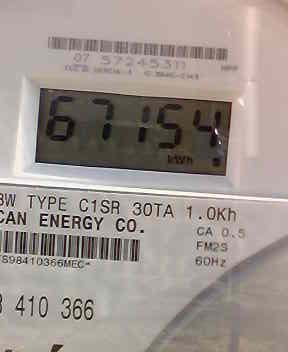 07 57245311
67154
kWh
3W TYPE C1SR 30TA 1.0Kh
CAN ENERGY CO.
CA 0.5
FM2S
60Hz
410 366